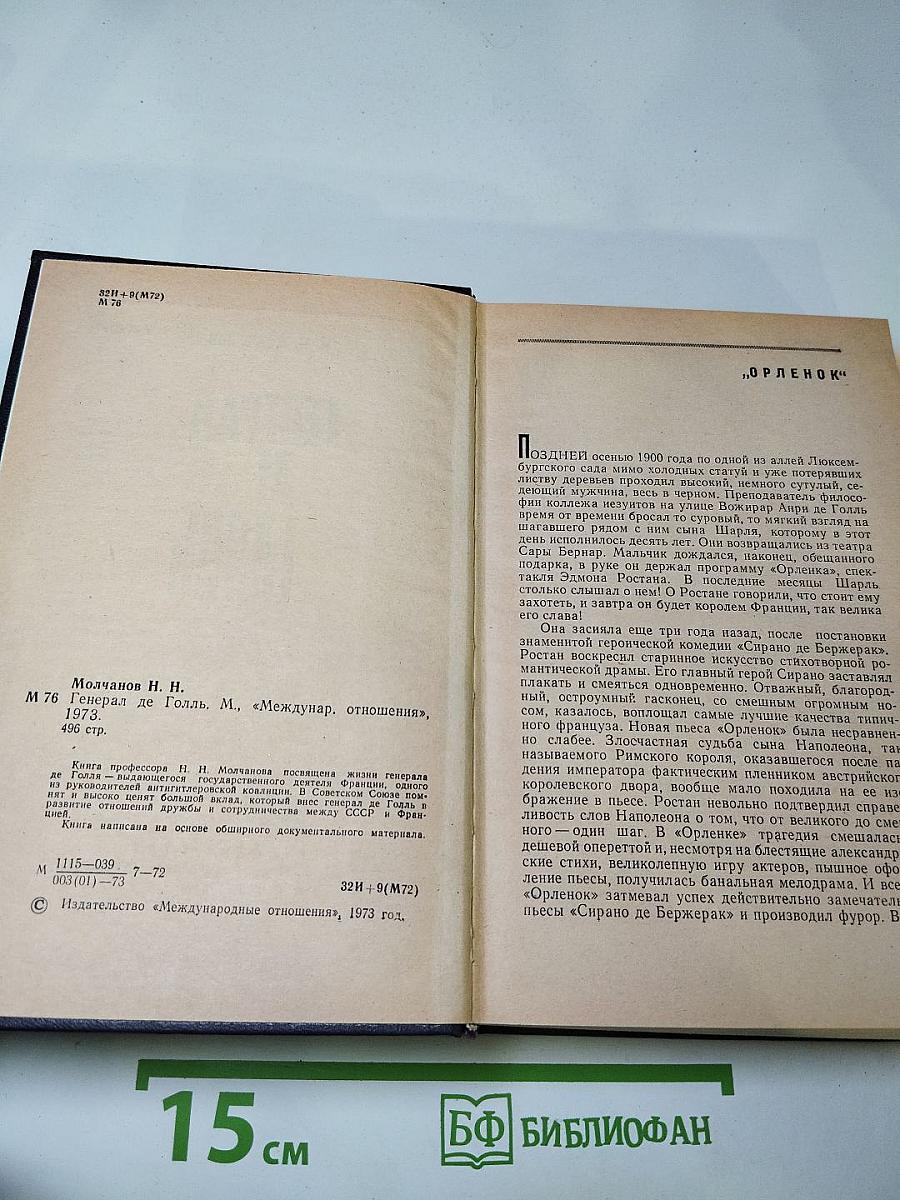 32И+9(М72)
М 76
Молчанов Н. Н.
М 76 Генерал де Голль. М., «Междунар. отношения»,
1973.
496 стр.
Книга профессора Н. Н. Молчанова посвящена жизни генерала
де Голля — выдающегося государственного деятеля Франции, одного
из руководителей антигитлеровской коалиции. В Советском Союзе пом-
нят и высоко ценят большой вклад, который внес генерал де Голль в
развитие отношений дружбы и сотрудничества между СССР и Фран-
цией.
Книга написана на основе обширного документального материала.
М 1115—039 7—72
003(01)—73
32И+9(М72)
© Издательство «Международные отношения», 1973 год.
„ОРЛЕНОК“
ПОЗДНЕЙ осенью 1900 года по одной из аллей Люксем-
бургского сада мимо холодных статуй и уже потерявших
листву деревьев проходил высокий, немного сутулый, се-
деющий мужчина, весь в черном. Преподаватель филосо-
фии коллежа иезуитов на улице Вожирар Анри де Голль
время от времени бросал то суровый, то мягкий взгляд на
шагавшего рядом с ним сына Шарля, которому в этот
день исполнилось десять лет. Они возвращались из театра
Сары Бернар. Мальчик дождался, наконец, обещанного
подарка, в руке он держал программу «Орленка», спек-
такля Эдмона Ростана. В последние месяцы Шарль
столько слышал о нем! О Ростане говорили, что стоит ему
захотеть, и завтра он будет королем Франции, так велика
его слава!
Она засияла еще три года назад, после постановки
знаменитой героической комедии «Сирано де Бержерак».
Ростан воскресил старинное искусство стихотворной ро-
мантической драмы. Его главный герой Сирано заставлял
плакать и смеяться одновременно. Отважный, благород-
ный, остроумный гасконец, со смешным огромным но-
сом, казалось, воплощал самые лучшие качества типич-
ного француза. Новая пьеса «Орленок» была несравнен-
но слабее. Злосчастная судьба сына Наполеона, так
называемого Римского короля, оказавшегося после па-
дения императора фактическим пленником австрийског
королевского двора, вообще мало походила на ее изо
бражение в пьесе. Ростан невольно подтвердил справе
ливость слов Наполеона о том, что от великого до сме
ного — один шаг. В «Орленке» трагедия смешалась
дешевой опереттой и, несмотря на блестящие александр
ские стихи, великолепную игру актеров, пышное офо
ление пьесы, получилась банальная мелодрама. И все
«Орленок» затмевал успех действительно замечатель
пьесы «Сирано де Бержерак» и производил фурор. В
15 см
БФ БИБЛИОФАН